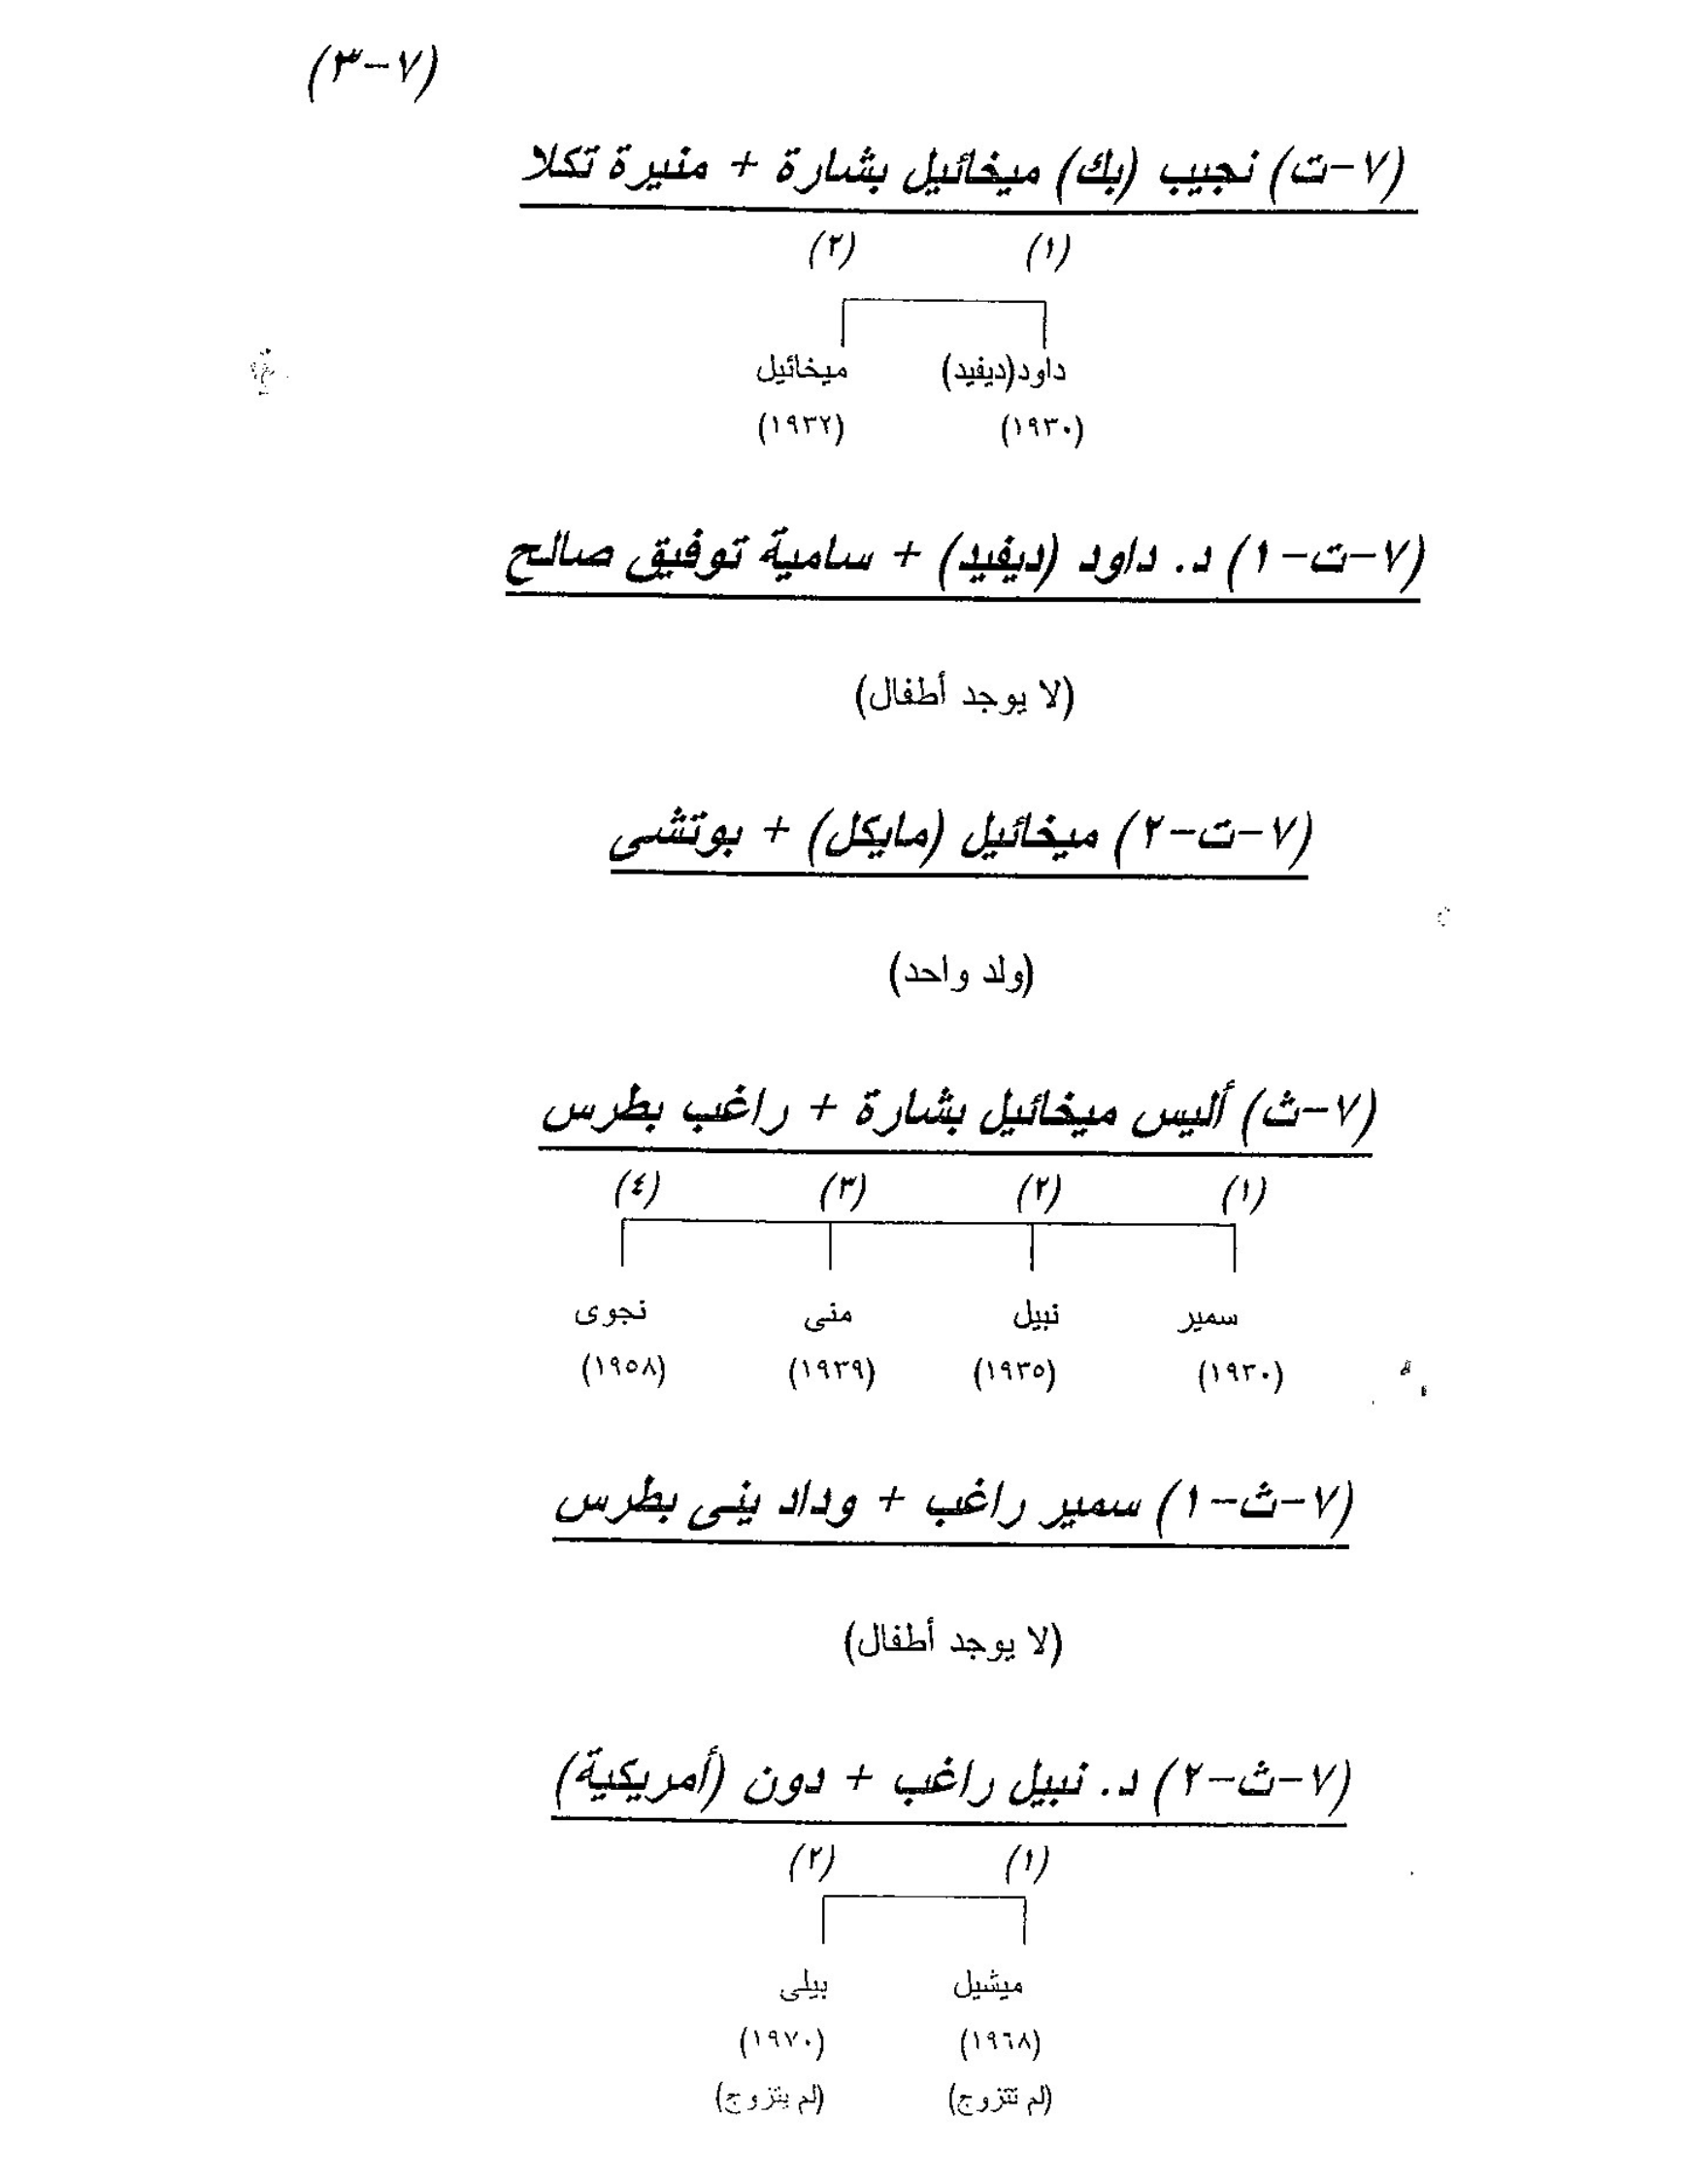 (٧-٣)
(٧-ت) نجيب (بك) ميخائيل بشارة + منيرة تكلا
(١) (٢)
داود(ديفيد) ميخائيل
(١٩٣٠) (١٩٣٢)
(٧-ت-١) د. داود (ديفيد) + سامية توفيق صالح
(لا يوجد أطفال)
(٧-ت-٢) ميخائيل (مايكل) + بوتشى
(ولد واحد)
(٧-ث) أليس ميخائيل بشارة + راغب بطرس
(١) (٢) (٣) (٤)
سمير نبيل منى نجوى
(١٩٣٠) (١٩٣٥) (١٩٣٩) (١٩٥٨)
(٧-ث-١) سمير راغب + وداد ينى بطرس
(لا يوجد أطفال)
(٧-ث-٢) د. نبيل راغب + دون (أمريكية)
(١) (٢)
ميشيل بيلى
(١٩٦٨) (١٩٧٠)
(لم تتزوج) (لم يتزوج)